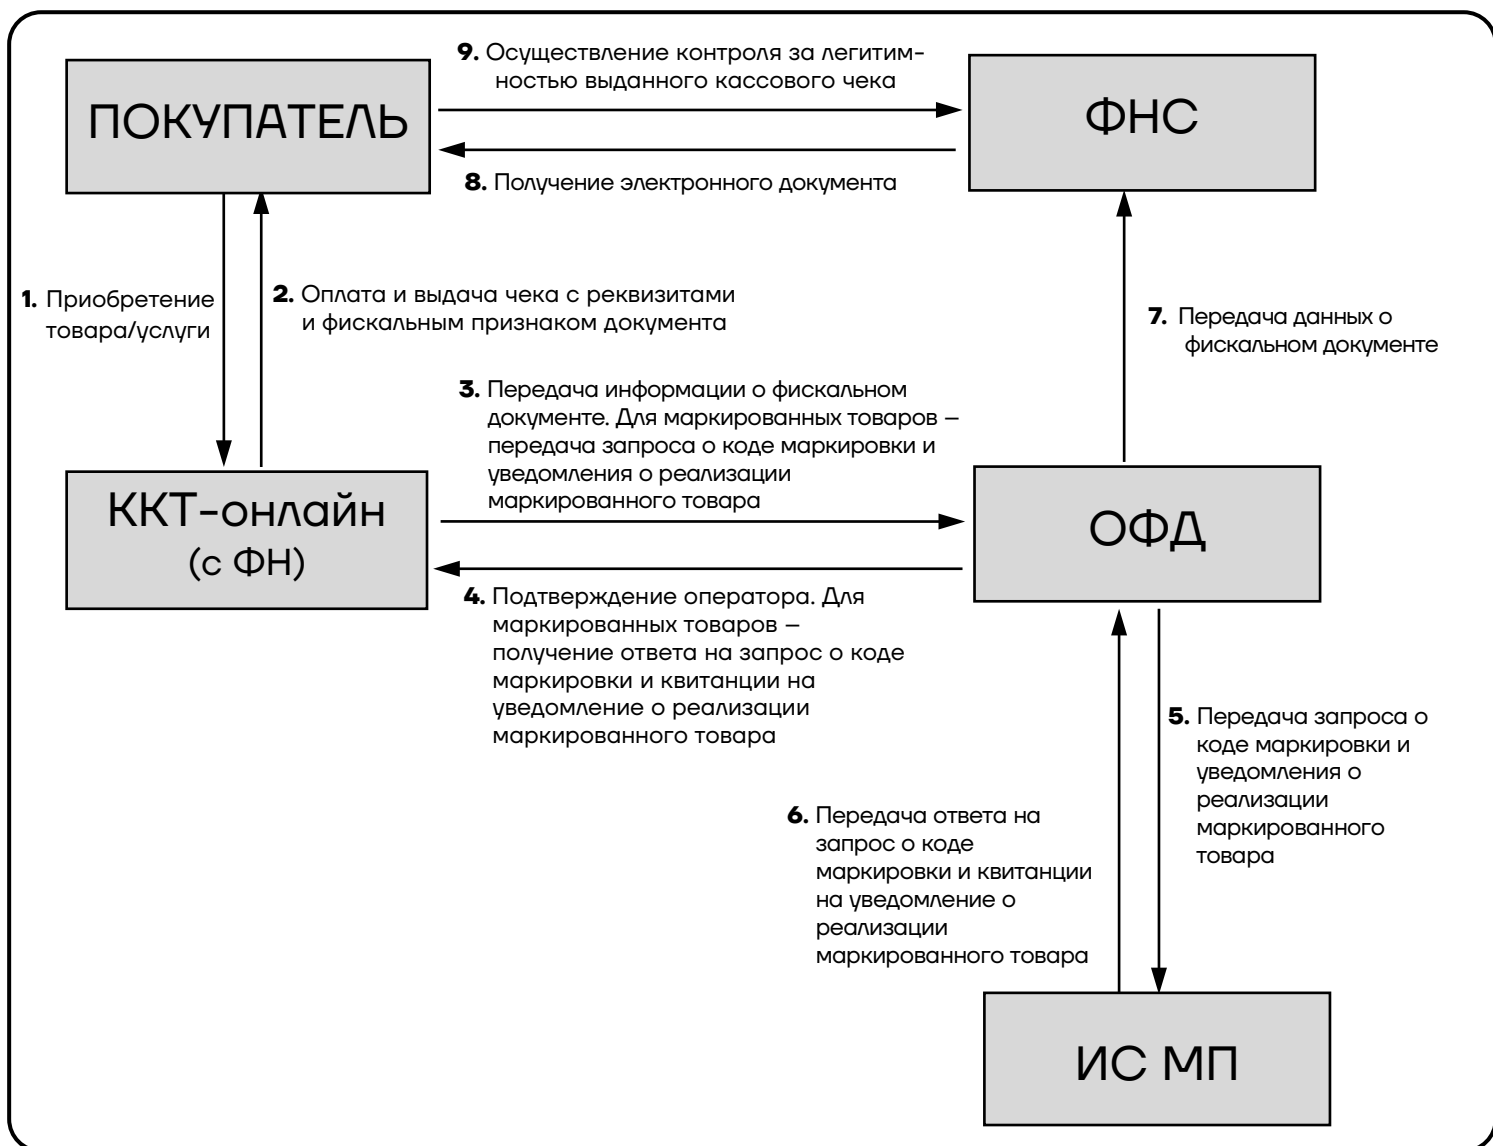 9. Осуществление контроля за легитим-
ностью выданного кассового чека
ПОКУПАТЕЛЬ
ФНС
8. Получение электронного документа
1. Приобретение
товара/услуги
2. Оплата и выдача чека с реквизитами
и фискальным признаком документа
7. Передача данных о
фискальном документе
3. Передача информации о фискальном
документе. Для маркированных товаров –
передача запроса о коде маркировки и
уведомления о реализации
маркированного товара
ККТ-онлайн
(с ФН)
ОФД
4. Подтверждение оператора. Для
маркированных товаров –
получение ответа на запрос о коде
маркировки и квитанции на
уведомление о реализации
маркированного товара
5. Передача запроса о
коде маркировки и
уведомления о
реализации
маркированного
товара
6. Передача ответа на
запрос о коде
маркировки и квитанции
на уведомление о
реализации
маркированного товара
ИС МП